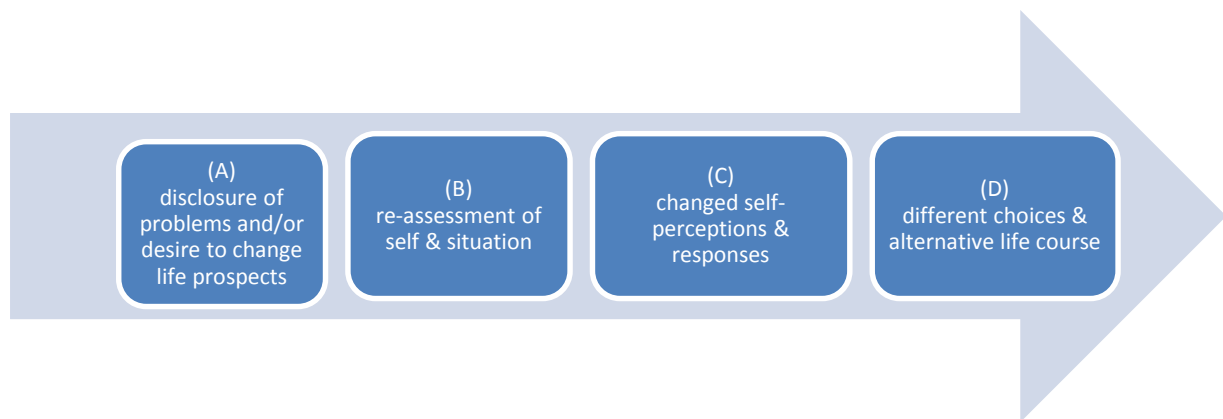 (A)
disclosure of
problems and/or
desire to change
life prospects
(B)
re-assessment of
self & situation
(C)
changed self-
perceptions &
responses
(D)
different choices &
alternative life course